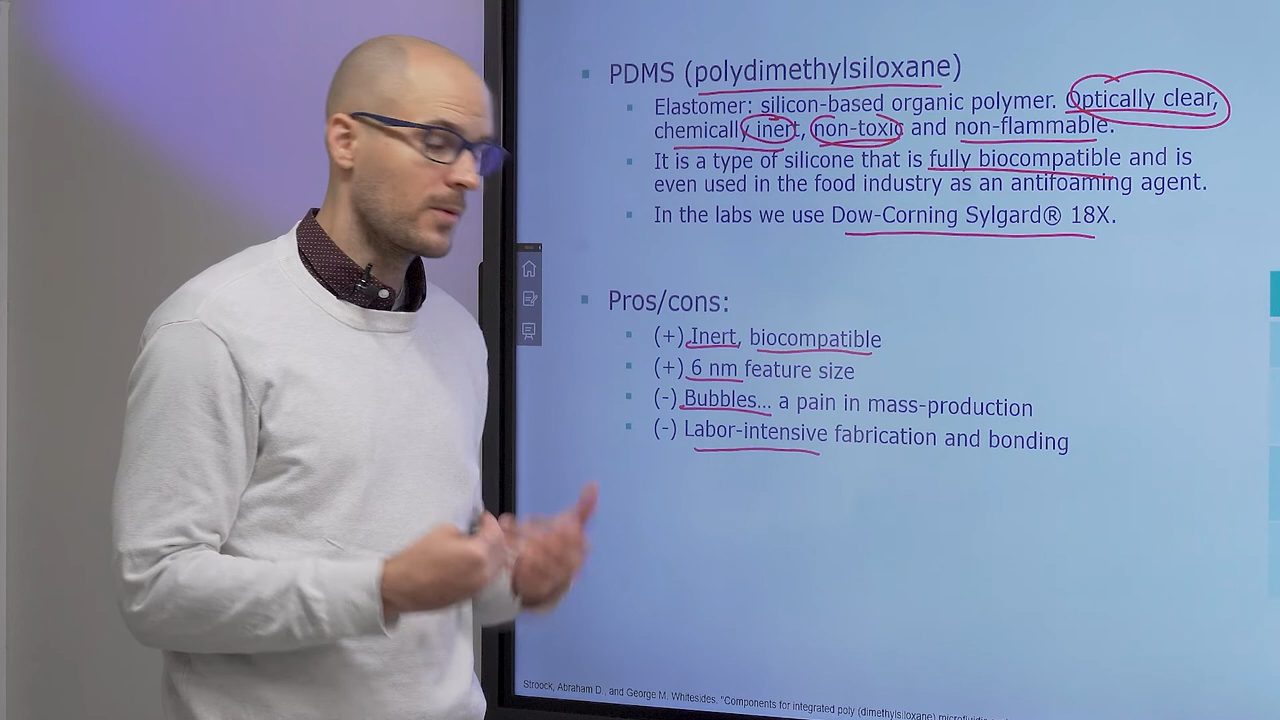 PDMS (polydimethylsiloxane)
Elastomer: silicon-based organic polymer. Optically clear,
chemically inert, non-toxic and non-flammable.
It is a type of silicone that is fully biocompatible and is
even used in the food industry as an antifoaming agent.
In the labs we use Dow-Corning Sylgard® 18X.
Pros/cons:
(+) Inert, biocompatible
(+) 6 nm feature size
(-) Bubbles... a pain in mass-production
(-) Labor-intensive fabrication and bonding
Stroock, Abraham D., and George M. Whitesides. "Components for integrated poly (dimethylsiloxane)